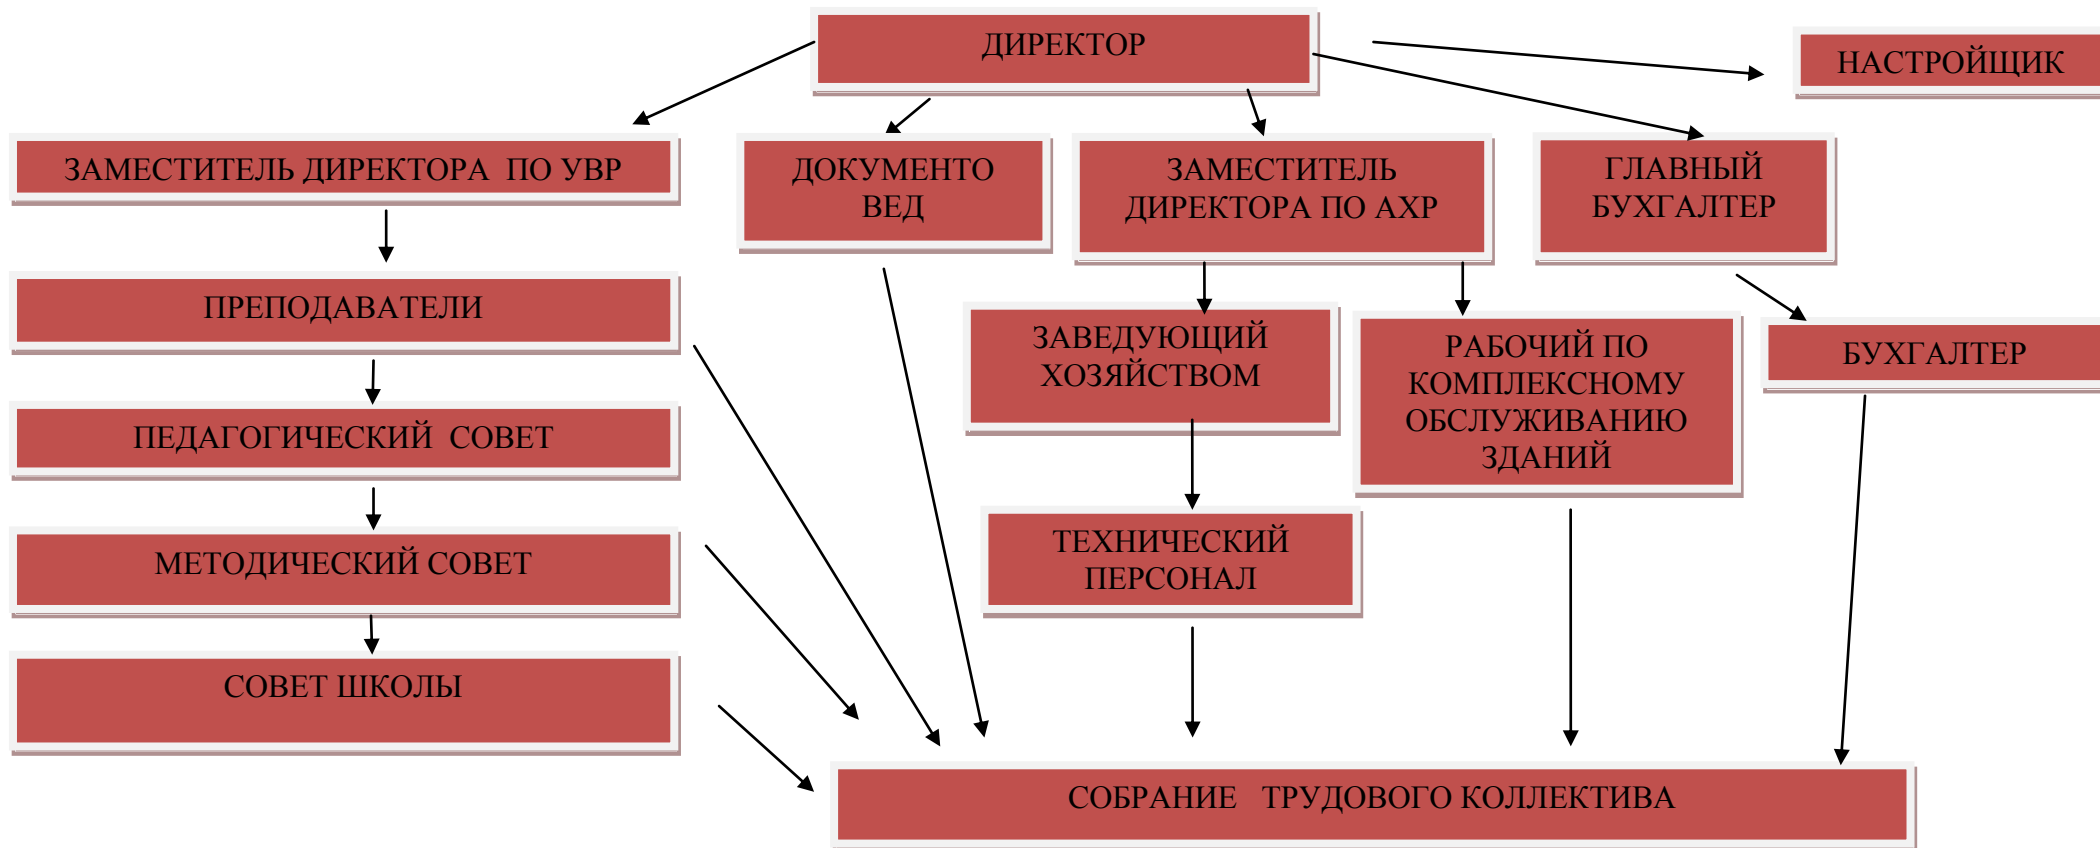 ДИРЕКТОР
НАСТРОЙЩИК
ЗАМЕСТИТЕЛЬ ДИРЕКТОРА ПО УВР
ДОКУМЕНТО
ВЕД
ЗАМЕСТИТЕЛЬ
ДИРЕКТОРА ПО АХР
ГЛАВНЫЙ
БУХГАЛТЕР
ПРЕПОДАВАТЕЛИ
ЗАВЕДУЮЩИЙ
ХОЗЯЙСТВОМ
РАБОЧИЙ ПО
КОМПЛЕКСНОМУ
ОБСЛУЖИВАНИЮ
ЗДАНИЙ
БУХГАЛТЕР
ПЕДАГОГИЧЕСКИЙ СОВЕТ
МЕТОДИЧЕСКИЙ СОВЕТ
ТЕХНИЧЕСКИЙ
ПЕРСОНАЛ
СОВЕТ ШКОЛЫ
СОБРАНИЕ ТРУДОВОГО КОЛЛЕКТИВА